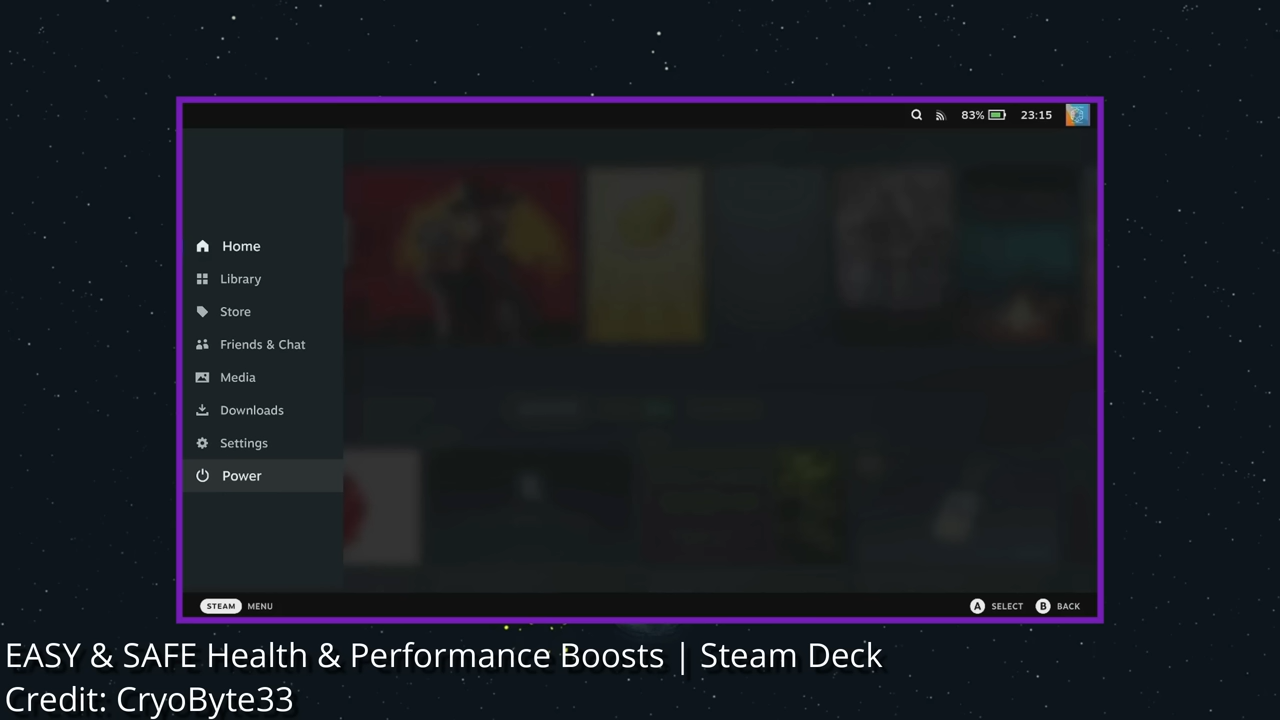 83% 23:15
Home
Library
Store
Friends & Chat
Media
Downloads
Settings
Power
STEAM MENU A SELECT B BACK
EASY & SAFE Health & Performance Boosts | Steam Deck
Credit: CryoByte33